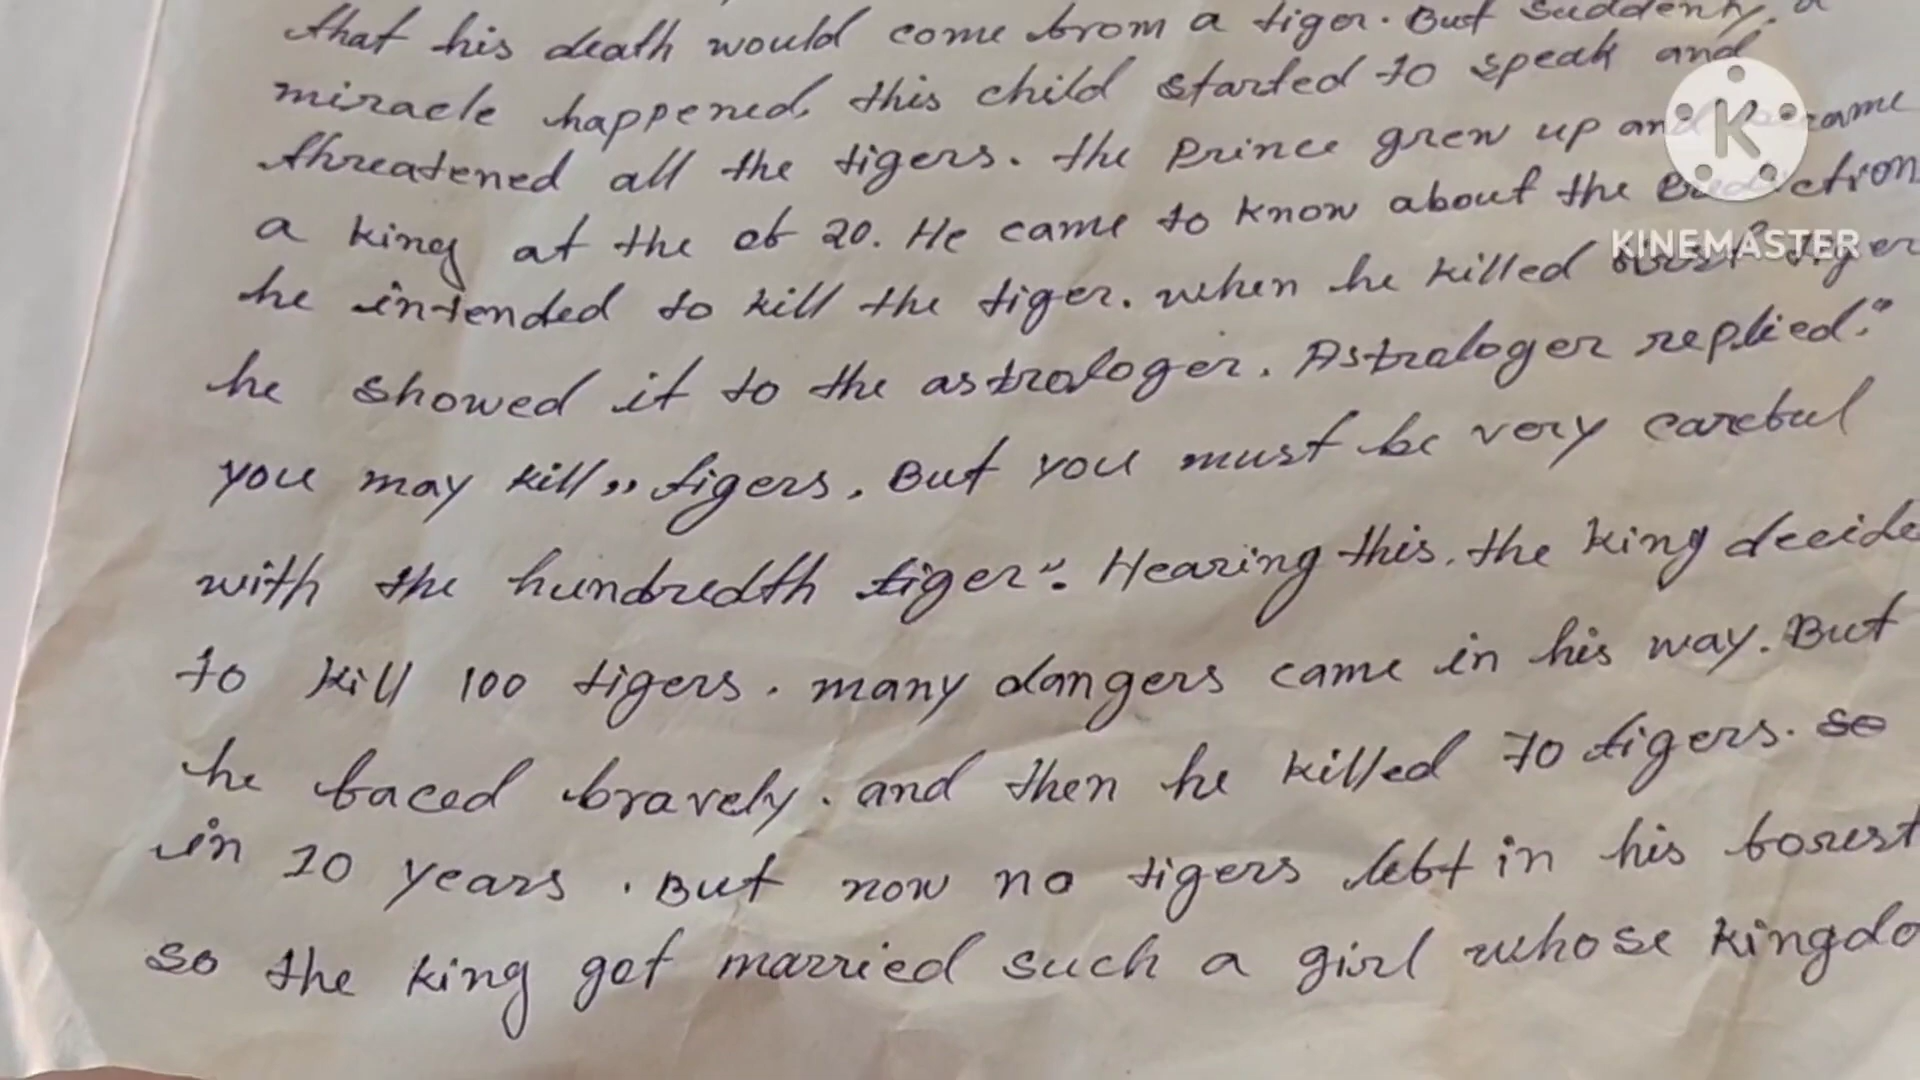 that his death would come from a tiger. But suddenly, a
miracle happened, this child started to speak and
threatened all the tigers. the Prince grew up and became
a king at the of 20. He came to know about the Prediction
he intended to kill the tiger. when he killed first tiger
he showed it to the astrologer. Astrologer replied."
you may kill ,, tigers. But you must be very careful
with the hundredth tiger". Hearing this, the king decide
to kill 100 tigers. many dangers came in his way. But
he faced bravely. and then he killed 70 tigers. so
in 10 years. But now no tigers left in his forest
so the king got married such a girl whose kingdo
K
KINEMASTER